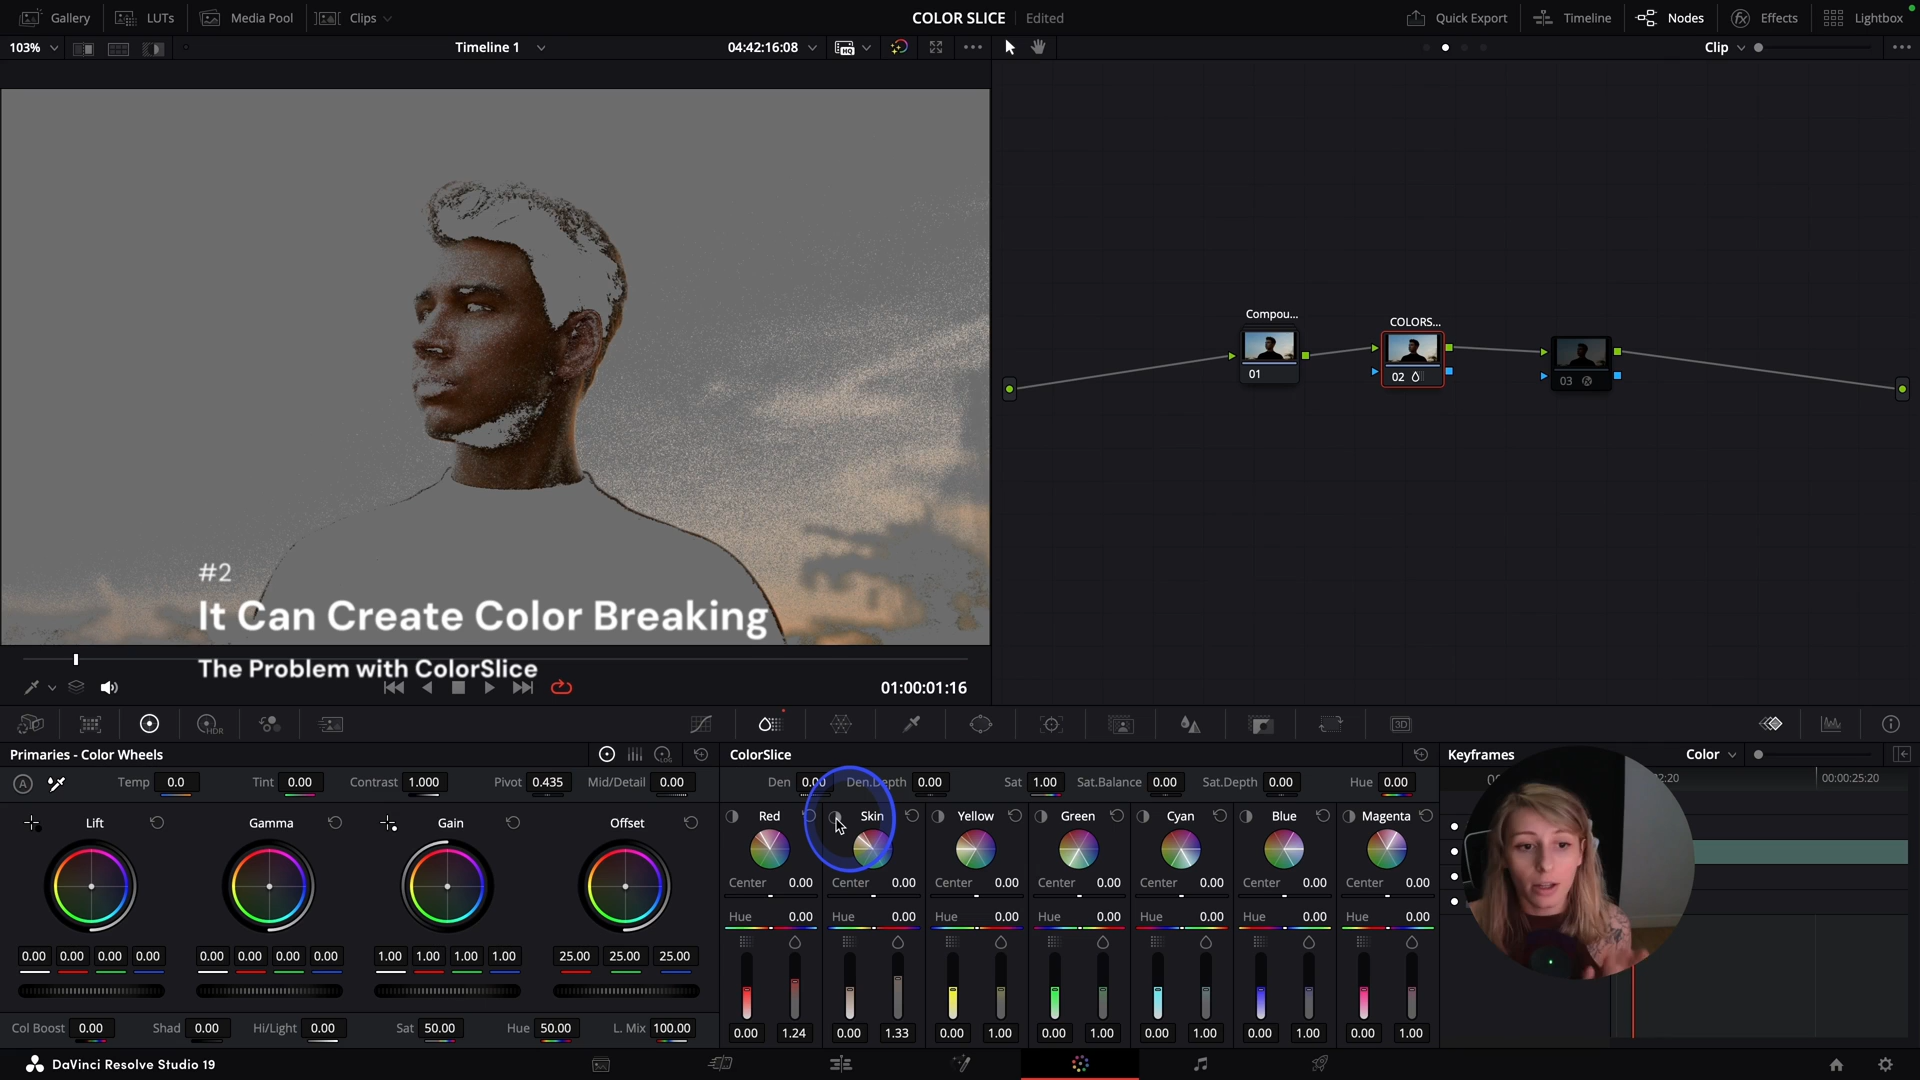 Gallery
LUTs
Media Pool
Clips
COLOR SLICE
Edited
Quick Export
Timeline
Nodes
Effects
Lightbox
103%
Timeline 1
04:42:16:08
HQ
Clip
Compou...
01
COLORS...
02
03
#2
It Can Create Color Breaking
The Problem with ColorSlice
01:00:01:16
HDR
3D
Primaries - Color Wheels
LOG
ColorSlice
Keyframes
Color
A
Temp 0.0
Tint 0.00
Contrast 1.000
Pivot 0.435
Mid/Detail 0.00
Den 0.00
Den.Depth 0.00
Sat 1.00
Sat.Balance 0.00
Sat.Depth 0.00
Hue 0.00
2:20
00:00:25:20
Lift
Gamma
Gain
Offset
Red
Skin
Yellow
Green
Cyan
Blue
Magenta
Center 0.00 Center 0.00 Center 0.00 Center 0.00 Center 0.00 Center 0.00 Center 0.00
Hue 0.00 Hue 0.00 Hue 0.00 Hue 0.00 Hue 0.00 Hue 0.00 Hue 0.00
0.00 0.00 0.00 0.00
0.00 0.00 0.00 0.00
1.00 1.00 1.00 1.00
25.00 25.00 25.00
Col Boost 0.00
Shad 0.00
Hi/Light 0.00
Sat 50.00
Hue 50.00
L. Mix 100.00
0.00 1.24
0.00 1.33
0.00 1.00
0.00 1.00
0.00 1.00
0.00 1.00
0.00 1.00
DaVinci Resolve Studio 19